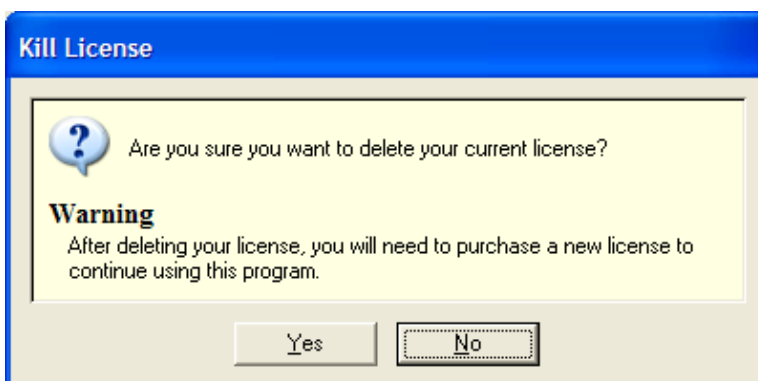 Kill License
Are you sure you want to delete your current license?
Warning
After deleting your license, you will need to purchase a new license to
continue using this program.
Yes No